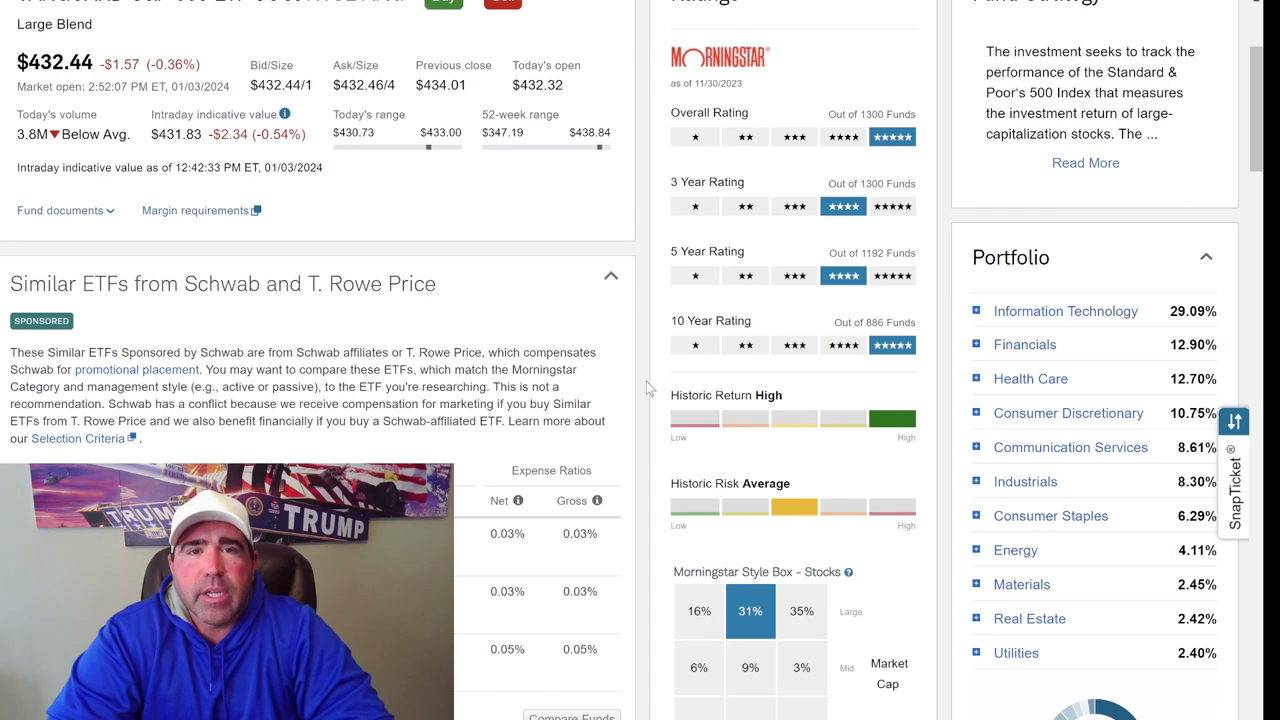 Large Blend
$432.44 -$1.57 (-0.36%)
Market open: 2:52:07 PM ET, 01/03/2024
Bid/Size
$432.44/1
Ask/Size
$432.46/4
Previous close
$434.01
Today's open
$432.32
Today's volume
3.8M Below Avg.
Intraday indicative value
$431.83 -$2.34 (-0.54%)
Today's range
$430.73 $433.00
52-week range
$347.19 $438.84
Intraday indicative value as of 12:42:33 PM ET, 01/03/2024
Fund documents
Margin requirements
Similar ETFs from Schwab and T. Rowe Price
SPONSORED
These Similar ETFs Sponsored by Schwab are from Schwab affiliates or T. Rowe Price, which compensates
Schwab for promotional placement. You may want to compare these ETFs, which match the Morningstar
Category and management style (e.g., active or passive), to the ETF you're researching. This is not a
recommendation. Schwab has a conflict because we receive compensation for marketing if you buy Similar
ETFs from T. Rowe Price and we also benefit financially if you buy a Schwab-affiliated ETF. Learn more about
our Selection Criteria .
Expense Ratios
Net Gross
0.03% 0.03%
0.03% 0.03%
0.05% 0.05%
Compare Funds
TRUMP
TRUMP
MORNINGSTAR®
as of 11/30/2023
Overall Rating Out of 1300 Funds
★ ★★ ★★★ ★★★★ ★★★★★
3 Year Rating Out of 1300 Funds
★ ★★ ★★★ ★★★★ ★★★★★
5 Year Rating Out of 1192 Funds
★ ★★ ★★★ ★★★★ ★★★★★
10 Year Rating Out of 886 Funds
★ ★★ ★★★ ★★★★ ★★★★★
Historic Return High
Low High
Historic Risk Average
Low High
Morningstar Style Box - Stocks
16% 31% 35% Large
6% 9% 3% Mid
Market
Cap
Fund Strategy
The investment seeks to track the
performance of the Standard &
Poor's 500 Index that measures
the investment return of large-
capitalization stocks. The ...
Read More
Portfolio
Information Technology 29.09%
Financials 12.90%
Health Care 12.70%
Consumer Discretionary 10.75%
Communication Services 8.61%
Industrials 8.30%
Consumer Staples 6.29%
Energy 4.11%
Materials 2.45%
Real Estate 2.42%
Utilities 2.40%
SnapTicket®